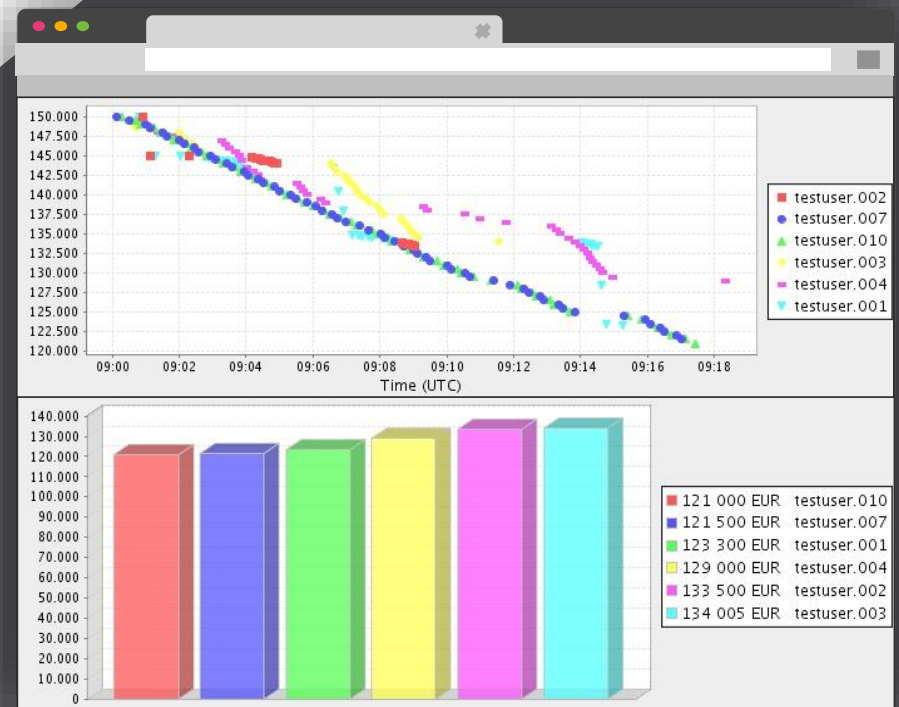 150.000
147.500
145.000
142.500
140.000
137.500
135.000
132.500
130.000
127.500
125.000
122.500
120.000
09:00 09:02 09:04 09:06 09:08 09:10 09:12 09:14 09:16 09:18
Time (UTC)
testuser.002
testuser.007
testuser.010
testuser.003
testuser.004
testuser.001
140.000
130.000
120.000
110.000
100.000
90.000
80.000
70.000
60.000
50.000
40.000
30.000
20.000
10.000
0
121 000 EUR testuser.010
121 500 EUR testuser.007
123 300 EUR testuser.001
129 000 EUR testuser.004
133 500 EUR testuser.002
134 005 EUR testuser.003